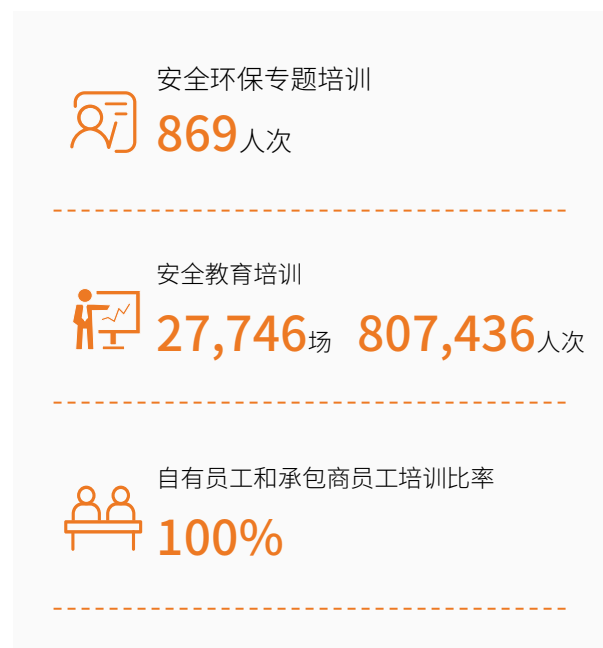 安全环保专题培训
869人次
安全教育培训
27,746场 807,436人次
自有员工和承包商员工培训比率
100%